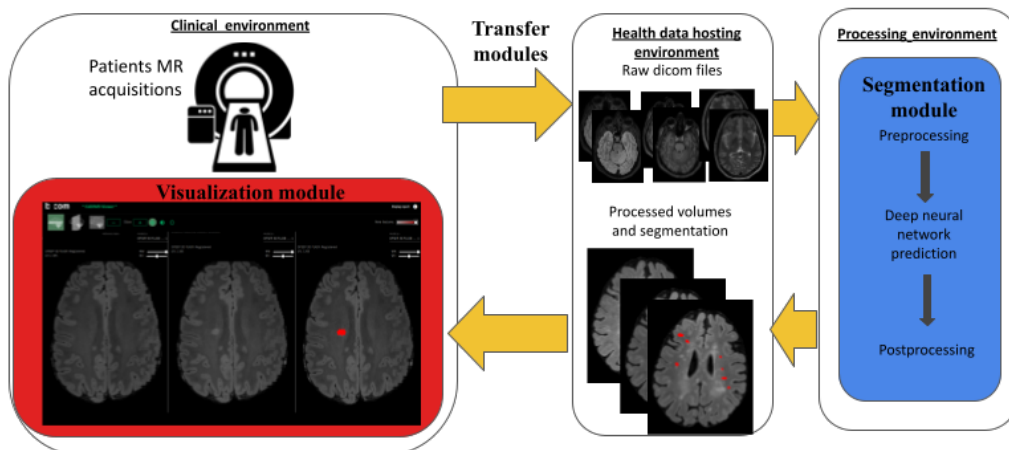 Clinical_environment
Patients MR
acquisitions
Visualization module
Transfer
modules
Health data hosting
environment
Raw dicom files
Processed volumes
and segmentation
Processing_environment
Segmentation
module
Preprocessing
Deep neural
network
prediction
Postprocessing